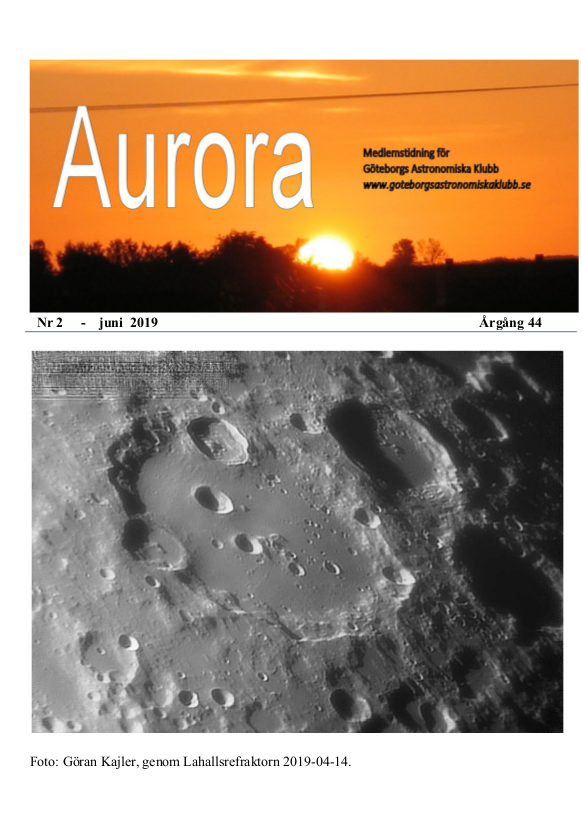 Aurora
Medlemstidning för
Göteborgs Astronomiska Klubb
www.goteborgsastronomiskaklubb.se
Nr 2 - juni 2019 Årgång 44
Foto: Göran Kajler, genom Lahallsrefraktorn 2019-04-14.